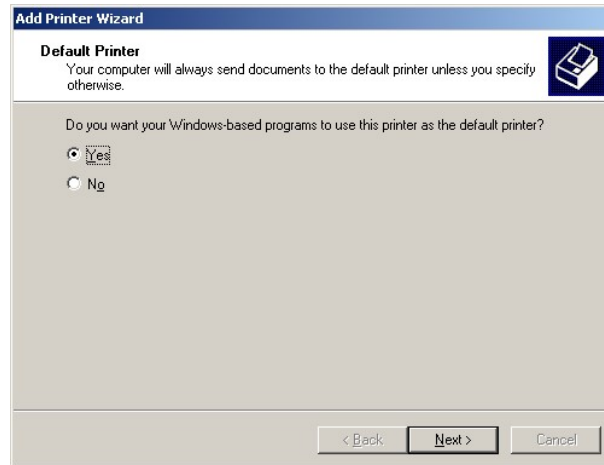 Add Printer Wizard
Default Printer
Your computer will always send documents to the default printer unless you specify
otherwise.
Do you want your Windows-based programs to use this printer as the default printer?
Yes
No
< Back
Next >
Cancel